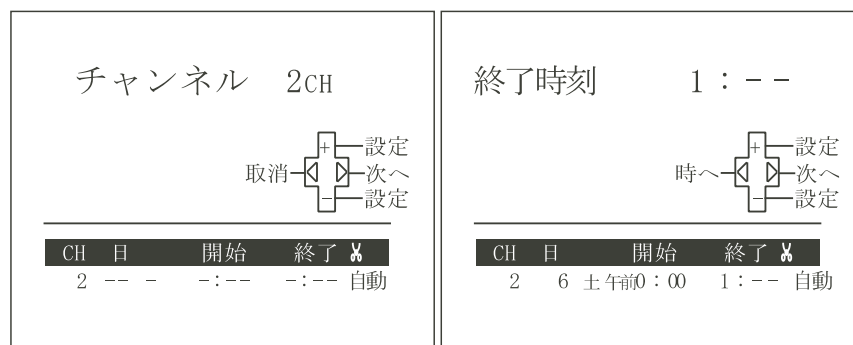 チャンネル 2CH
+ 設定
取消 次へ
- 設定
CH 日 開始 終了
2 -- - -:-- -:-- 自動
終了時刻 1:--
+ 設定
時へ 次へ
- 設定
CH 日 開始 終了
2 6 土 午前0:00 1:-- 自動